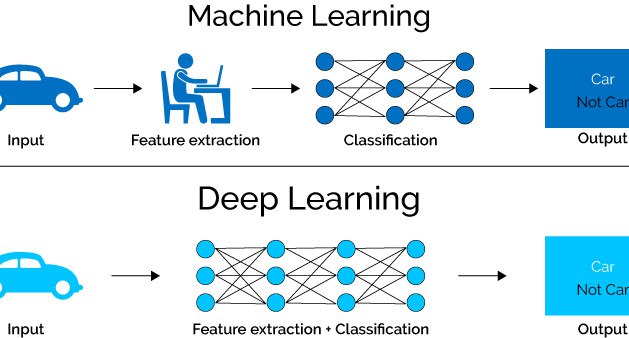 Machine Learning
Car
Not Car
Input
Feature extraction
Classification
Output
Deep Learning
Car
Not Car
Input
Feature extraction + Classification
Output